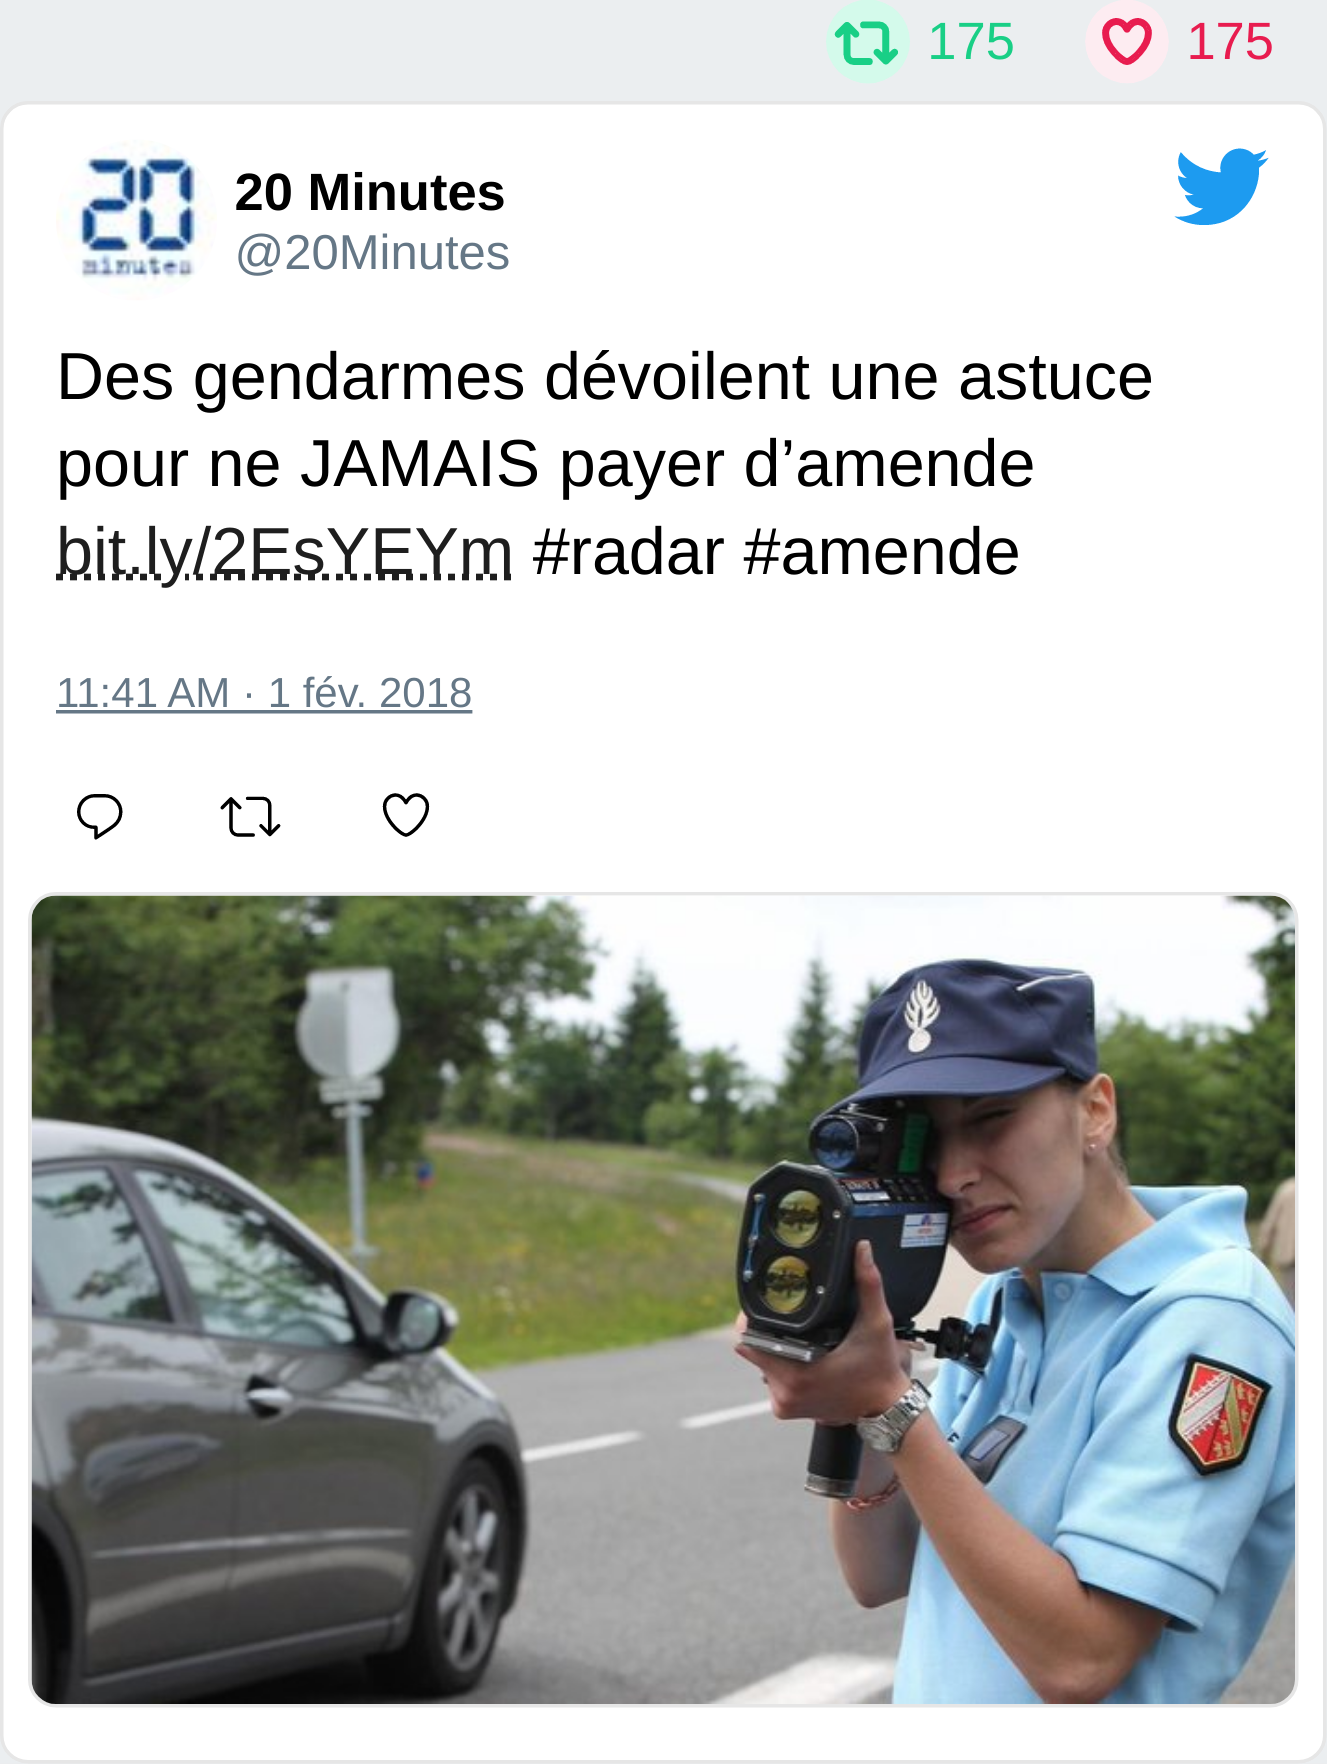 175 175
20 minutes
20 Minutes
@20Minutes
Des gendarmes dévoilent une astuce
pour ne JAMAIS payer d’amende
bit.ly/2EsYEYm #radar #amende
11:41 AM · 1 fév. 2018